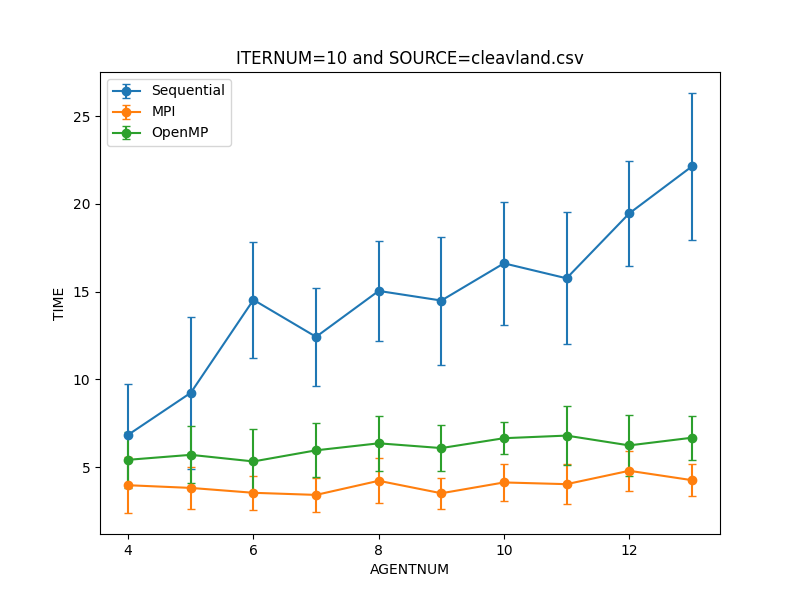 ITERNUM=10 and SOURCE=cleavland.csv
Sequential
MPI
OpenMP
25
20
15
10
5
TIME
4 6 8 10 12
AGENTNUM